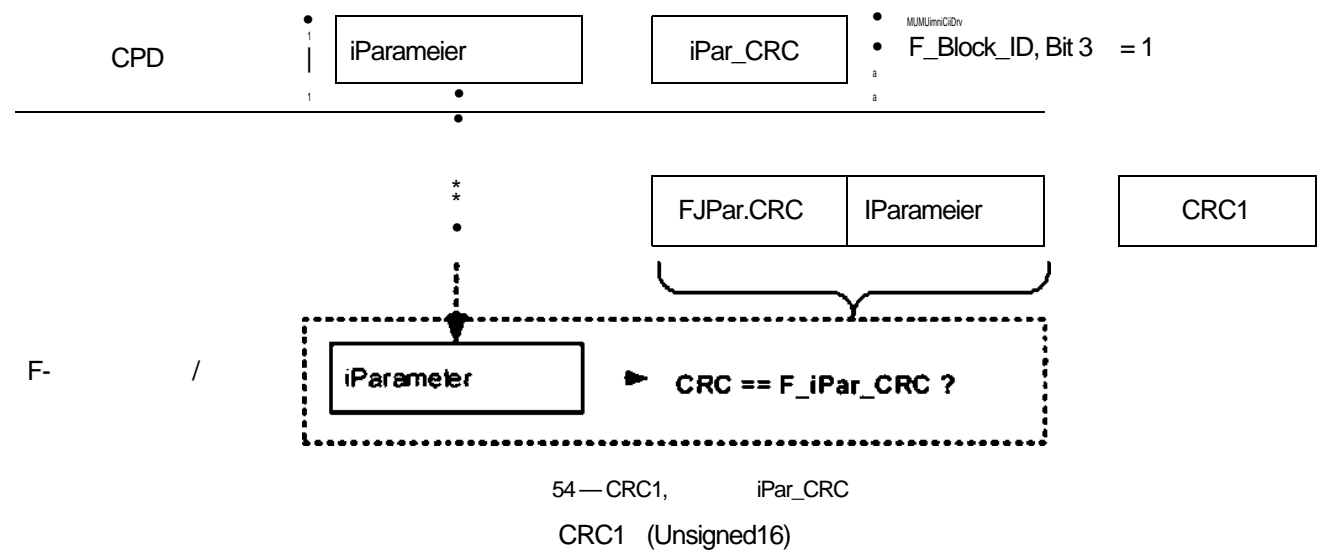 MUMUimniCiiDrv
CPD iParameier iPar_CRC F_Block_ID, Bit 3 = 1
FJPar.CRC IParameier CRC1
F- / iParameter CRC == F_iPar_CRC ?
54 — CRC1, iPar_CRC
CRC1 (Unsigned16)